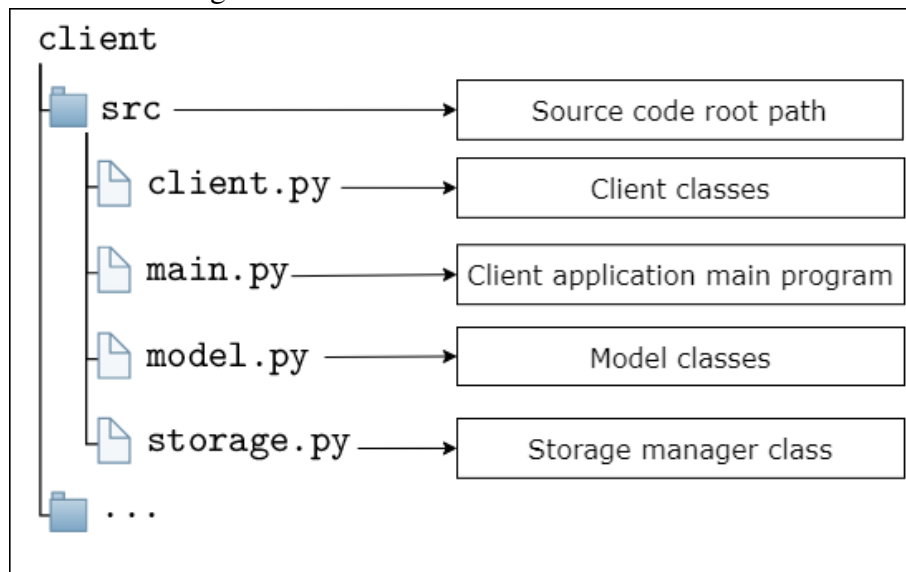 client
src
Source code root path
client.py
Client classes
main.py
Client application main program
model.py
Model classes
storage.py
Storage manager class
...